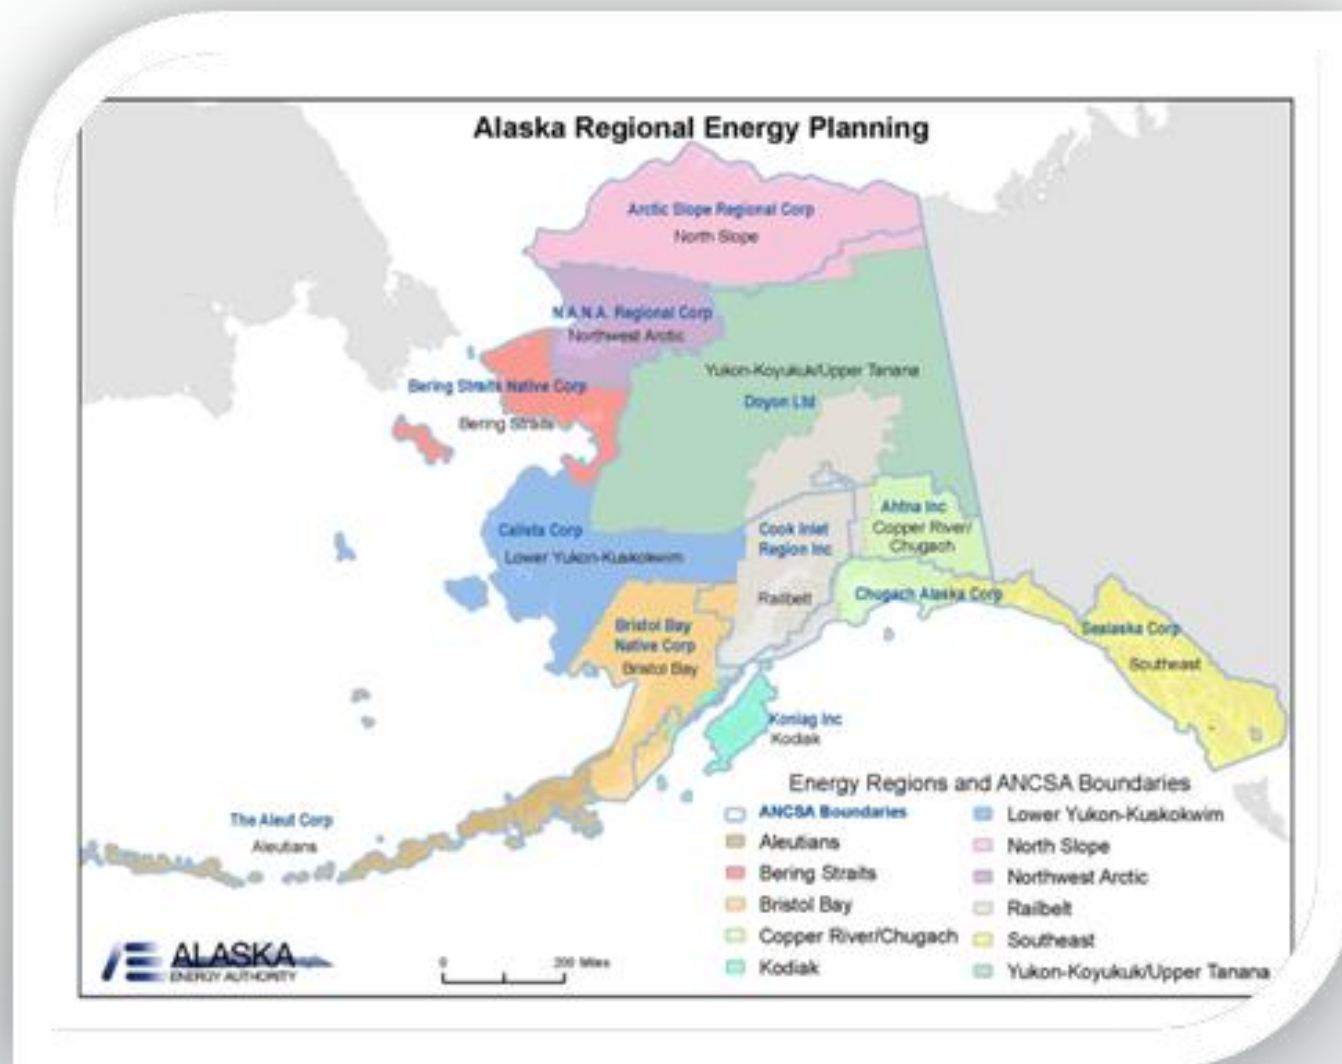 Alaska Regional Energy Planning
Arctic Slope Regional Corp
North Slope
N.A.N.A. Regional Corp
Northwest Arctic
Yukon-Koyukuk/Upper Tanana
Bering Straits Native Corp
Doyon Ltd
Bering Straits
Ahtna Inc
Calista Corp
Cook Inlet
Region Inc
Copper River/
Chugach
Lower Yukon-Kuskokwim
Railbelt
Chugach Alaska Corp
Bristol Bay
Native Corp
Bristol Bay
Sealaska Corp
Southeast
Koniag Inc
Kodiak
The Aleut Corp
Aleutians
Energy Regions and ANCSA Boundaries
ANCSA Boundaries
Aleutians
Bering Straits
Bristol Bay
Copper River/Chugach
Kodiak
Lower Yukon-Kuskokwim
North Slope
Northwest Arctic
Railbelt
Southeast
Yukon-Koyukuk/Upper Tanana
ALASKA
ENERGY AUTHORITY
0 200 Miles